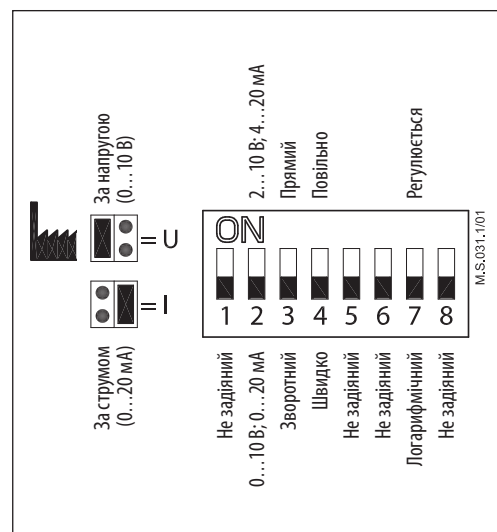 За напругою
(0... 10 В)
2... 10 В; 4...20 мА
Прямий
Повільно
Регулюється
= U
= I
ON
1 2 3 4 5 6 7 8
M.S.031.1/01
За струмом
(0...20 мА)
Не задіяний
0...10 В; 0...20 мА
Зворотний
Швидко
Не задіяний
Не задіяний
Логарифмічний
Не задіяний